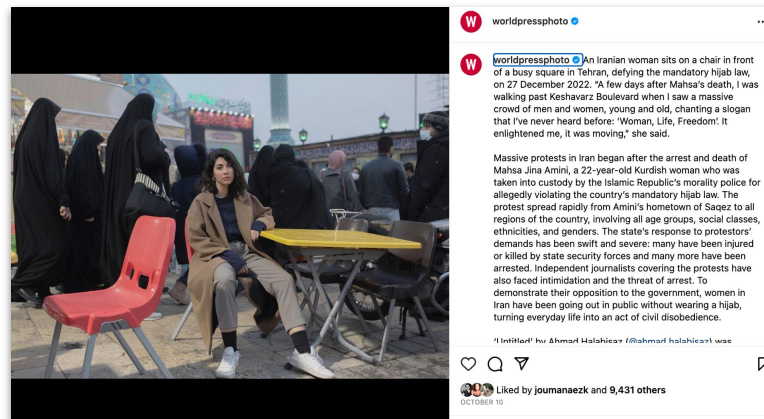 worldpressphoto
worldpressphoto An Iranian woman sits on a chair in front
of a busy square in Tehran, defying the mandatory hijab law,
on 27 December 2022. “A few days after Mahsa’s death, I was
walking past Keshavarz Boulevard when I saw a massive
crowd of men and women, young and old, chanting a slogan
that I’ve never heard before: ‘Woman, Life, Freedom’. It
enlightened me, it was moving,” she said.
Massive protests in Iran began after the arrest and death of
Mahsa Jina Amini, a 22-year-old Kurdish woman who was
taken into custody by the Islamic Republic’s morality police for
allegedly violating the country’s mandatory hijab law. The
protest spread rapidly from Amini’s hometown of Saqez to all
regions of the country, involving all age groups, social classes,
ethnicities, and genders. The state’s response to protestors’
demands has been swift and severe: many have been injured
or killed by state security forces and many more have been
arrested. Independent journalists covering the protests have
also faced intimidation and the threat of arrest. To
demonstrate their opposition to the government, women in
Iran have been going out in public without wearing a hijab,
turning everyday life into an act of civil disobedience.
‘Untitled’ by Ahmad Halabisaz (@ahmad.halabisaz) was
Liked by joumanaezk and 9,431 others
OCTOBER 10